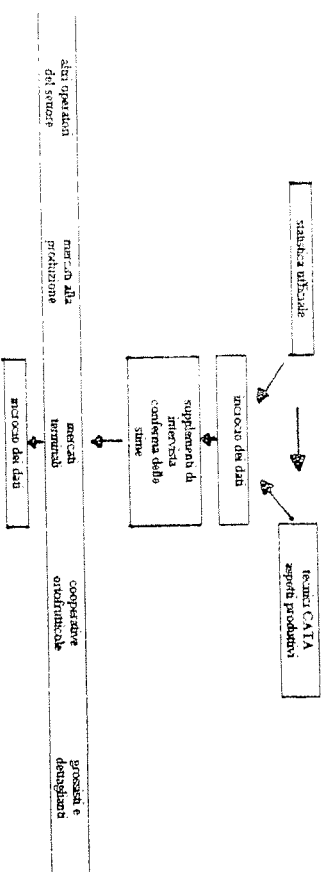 statistica ufficiale
tecnici CATA
aspetti produttivi
incrocio dei dati
supplementi di
intervista
conferma delle
stime
altri operatori
del settore
mercati alla
produzione
mercati
terminali
cooperative
ortofrutticole
grossisti e
dettaglianti
incrocio dei dati